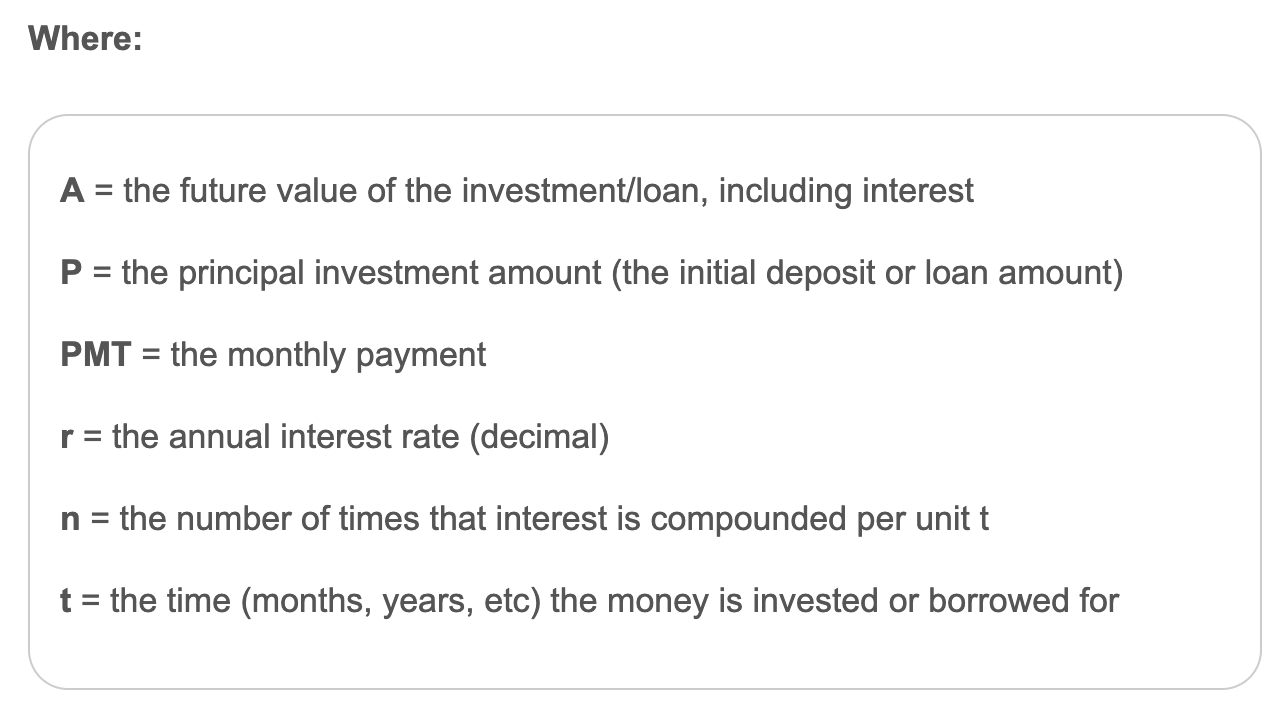 Where:
A = the future value of the investment/loan, including interest
P = the principal investment amount (the initial deposit or loan amount)
PMT = the monthly payment
r = the annual interest rate (decimal)
n = the number of times that interest is compounded per unit t
t = the time (months, years, etc) the money is invested or borrowed for